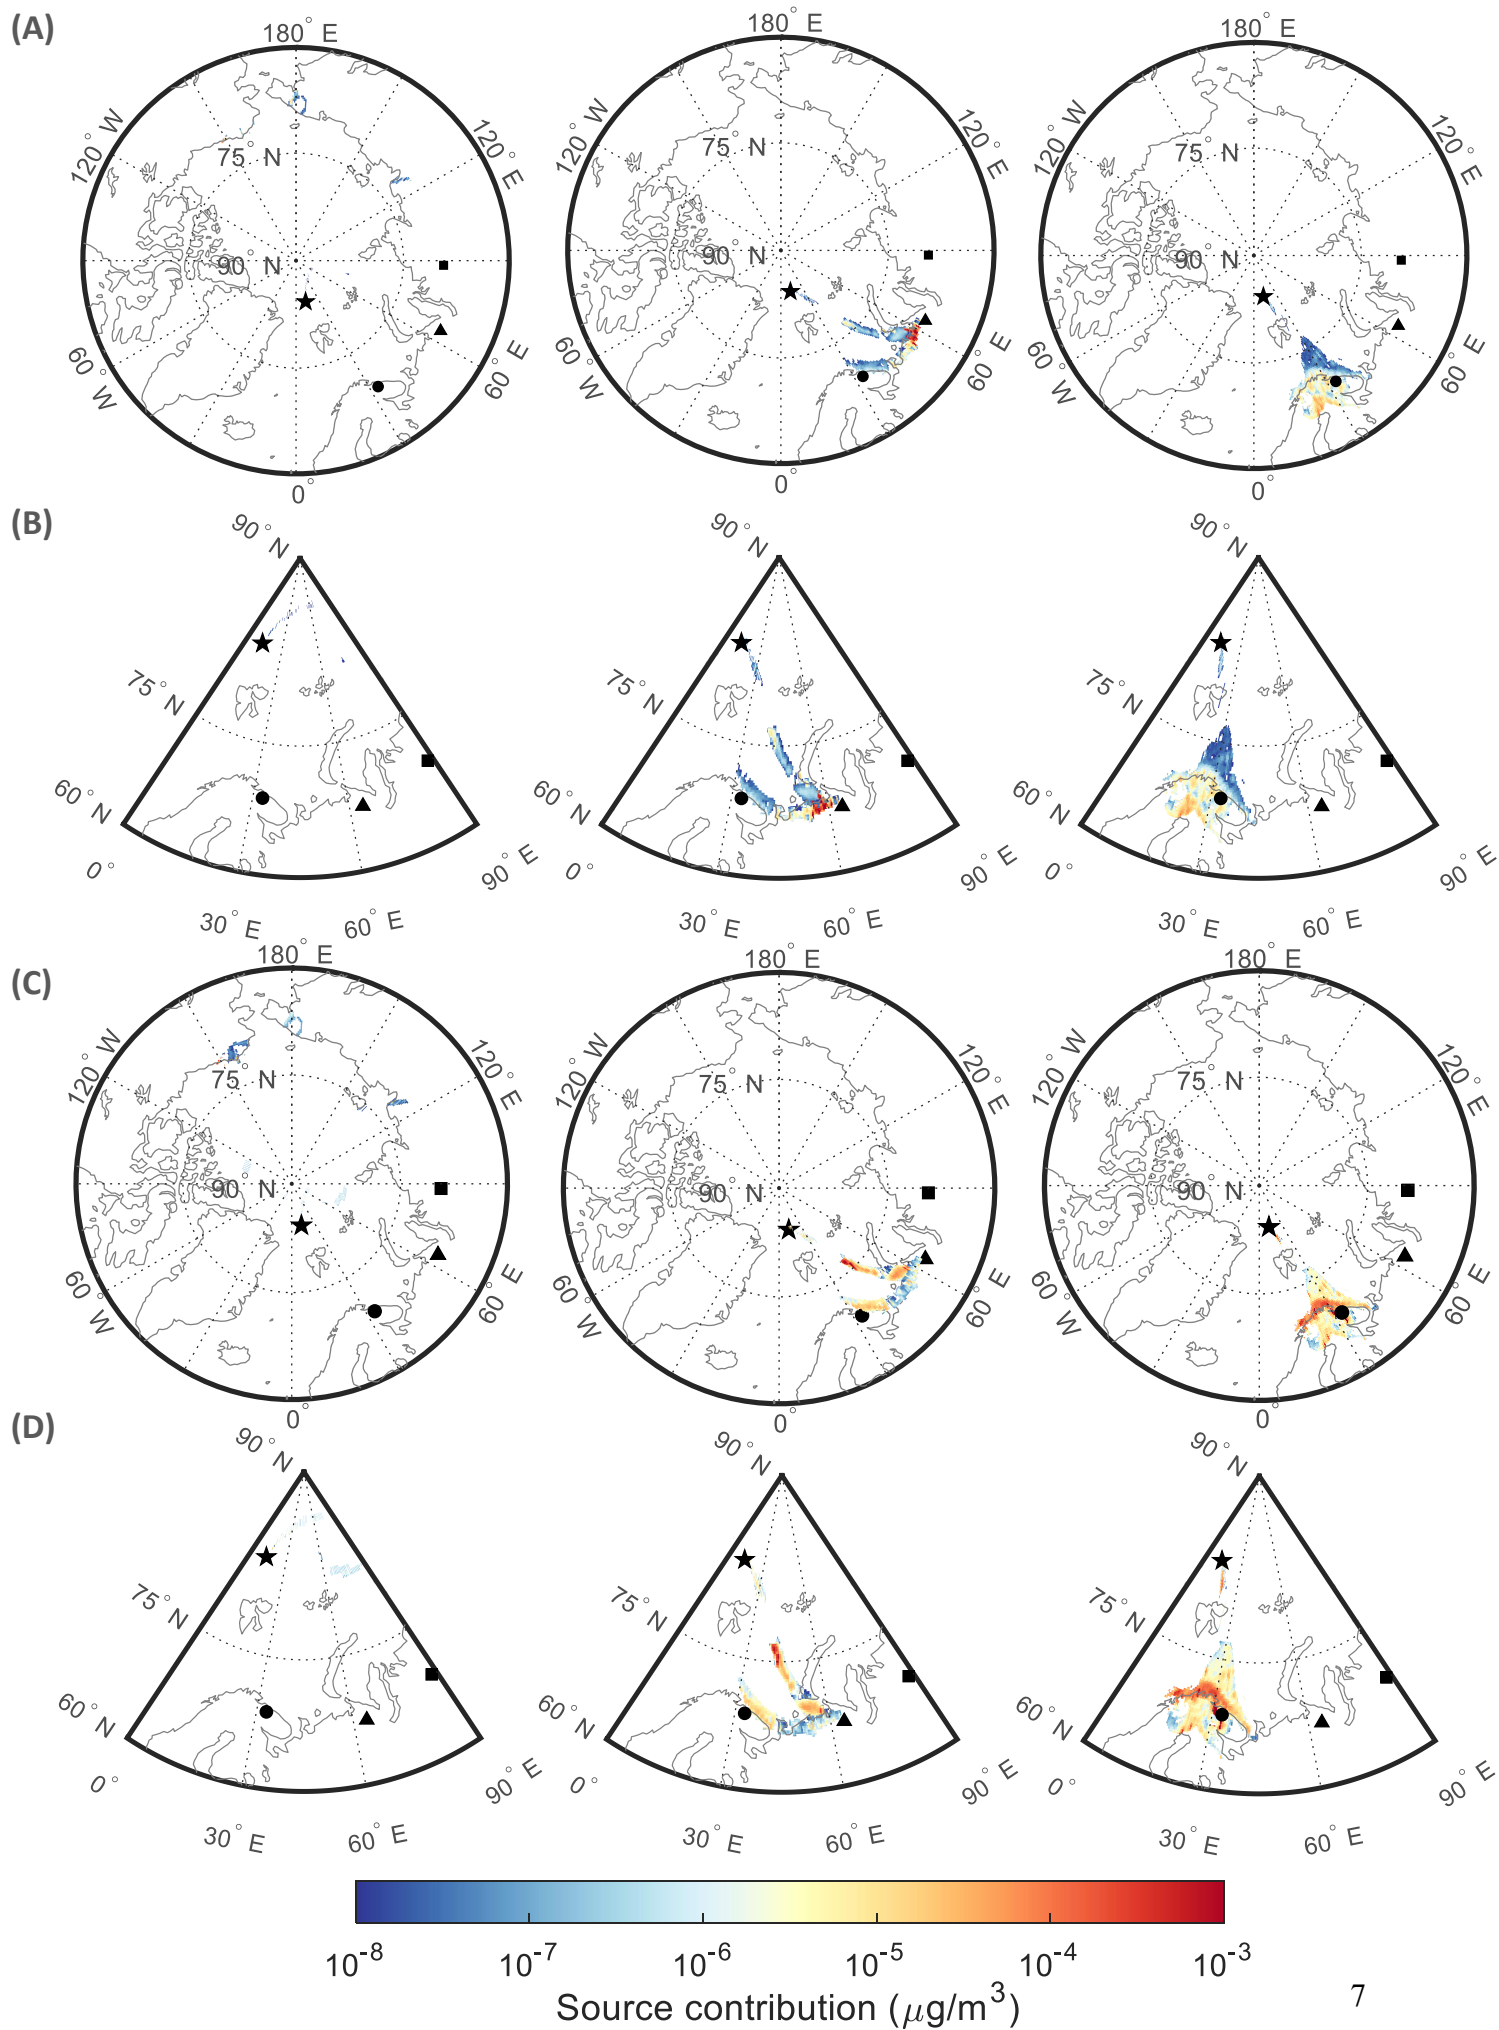 (A)
180° E 180° E 180° E
120° W 120° E 120° W 120° E 120° W 120° E
75° N 75° N 75° N
90° N 90° N 90° N
60° W 60° E 60° W 60° E 60° W 60° E
0° 0° 0°
(B)
90° N 90° N 90° N
75° N 75° N 75° N
60° N 60° N 60° N
0° 90° E 0° 90° E 0° 90° E
30° E 60° E 30° E 60° E 30° E 60° E
(C)
180° E 180° E 180° E
120° W 120° E 120° W 120° E 120° W 120° E
75° N 75° N 75° N
90° N 90° N 90° N
60° W 60° E 60° W 60° E 60° W 60° E
0° 0° 0°
(D)
90° N 90° N 90° N
75° N 75° N 75° N
60° N 60° N 60° N
0° 90° E 0° 90° E 0° 90° E
30° E 60° E 30° E 60° E 30° E 60° E
10⁻⁸ 10⁻⁷ 10⁻⁶ 10⁻⁵ 10⁻⁴ 10⁻³
Source contribution (μg/m³)
7